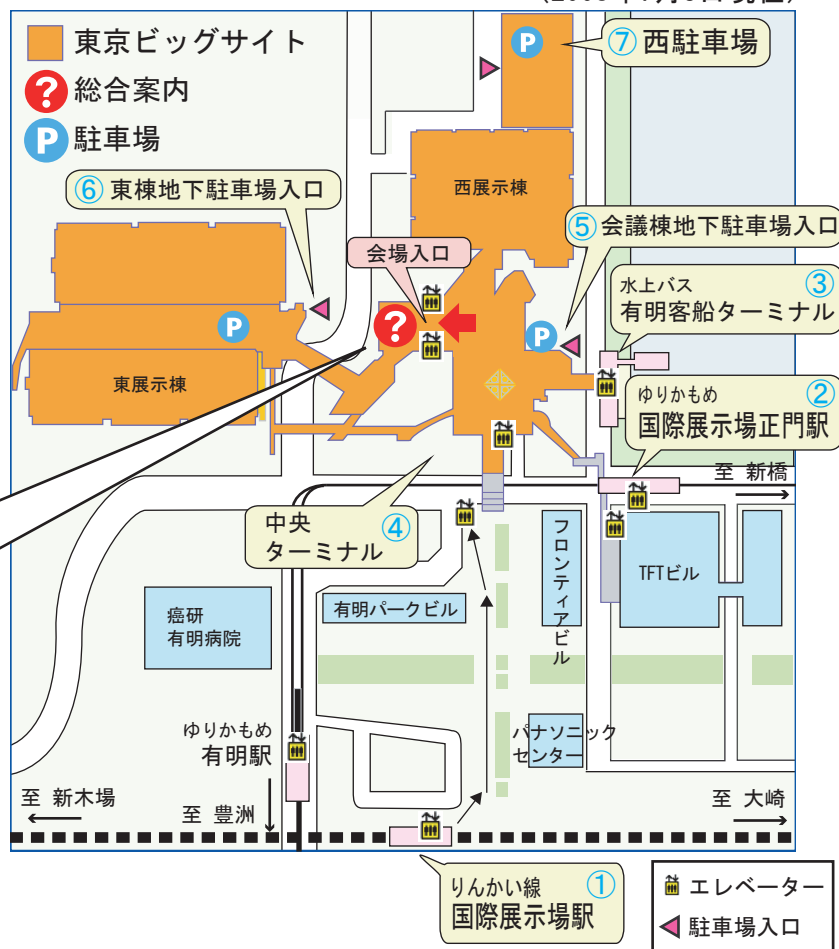 東京ビッグサイト
? 総合案内
P 駐車場
P
⑦ 西駐車場
⑥ 東棟地下駐車場入口
西展示棟
会場入口
⑤ 会議棟地下駐車場入口
水上バス ③
有明客船ターミナル
P
?
P
東展示棟
ゆりかもめ ②
国際展示場正門駅
至 新橋
中央
ターミナル ④
フロンティアビル
TFTビル
癌研
有明病院
有明パークビル
ゆりかもめ
有明駅
パナソニック
センター
至 新木場
至 豊洲
至 大崎
りんかい線 ①
国際展示場駅
エレベーター
駐車場入口